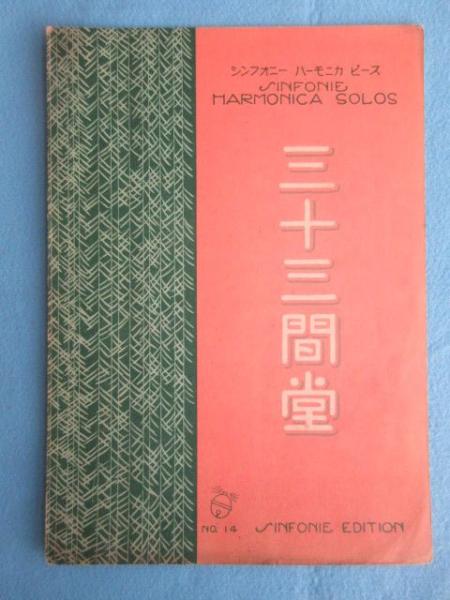 シンフオニー ハーモニカ ピース
SINFONIE
HARMONICA SOLOS
三十三間堂
NO. 14 SINFONIE EDITION